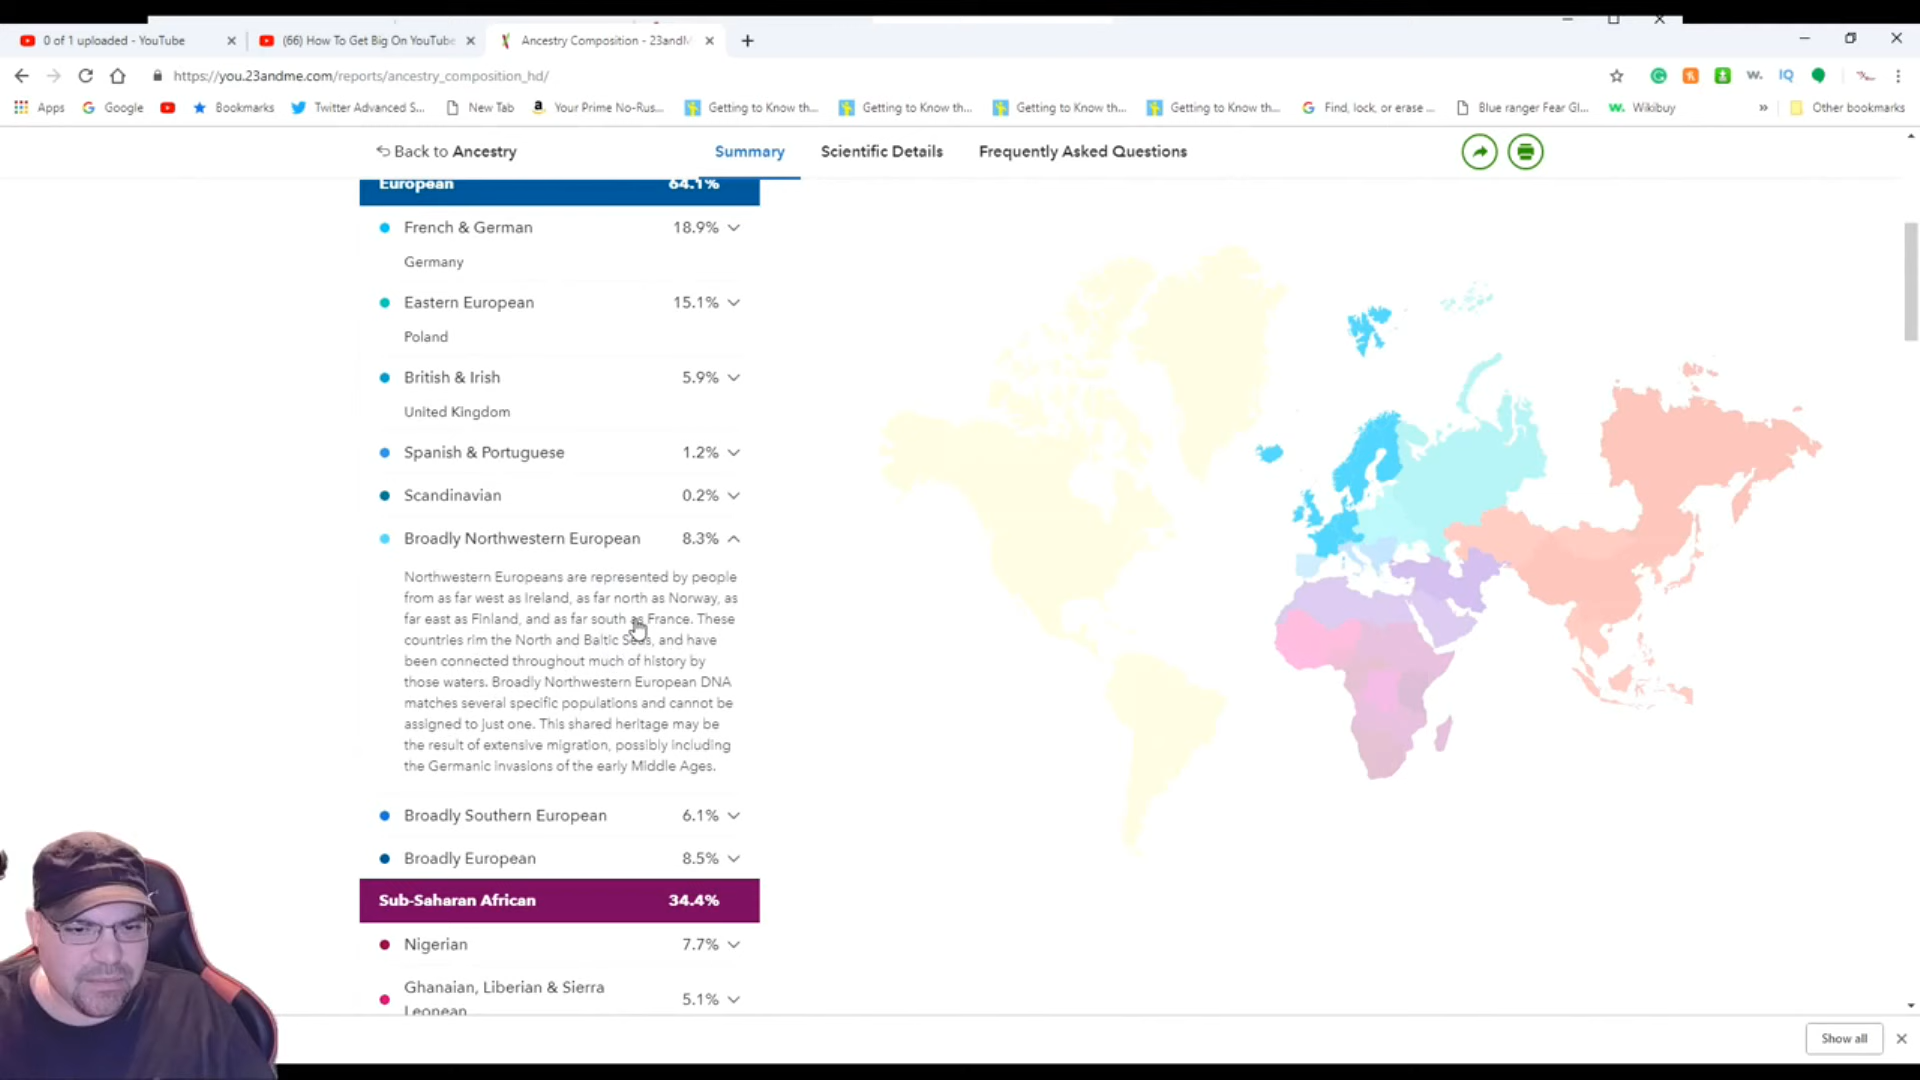 0 of 1 uploaded - YouTube
(66) How To Get Big On YouTube
Ancestry Composition - 23andM
https://you.23andme.com/reports/ancestry_composition_hd/
Apps
Google
Bookmarks
Twitter Advanced S...
New Tab
Your Prime No-Rus...
Getting to Know th...
Getting to Know th...
Getting to Know th...
Getting to Know th...
Find, lock, or erase ...
Blue ranger Fear Gl...
Wikibuy
Other bookmarks
Back to Ancestry
Summary
Scientific Details
Frequently Asked Questions
European 64.1%
French & German 18.9%
Germany
Eastern European 15.1%
Poland
British & Irish 5.9%
United Kingdom
Spanish & Portuguese 1.2%
Scandinavian 0.2%
Broadly Northwestern European 8.3%
Northwestern Europeans are represented by people
from as far west as Ireland, as far north as Norway, as
far east as Finland, and as far south as France. These
countries rim the North and Baltic Seas, and have
been connected throughout much of history by
those waters. Broadly Northwestern European DNA
matches several specific populations and cannot be
assigned to just one. This shared heritage may be
the result of extensive migration, possibly including
the Germanic invasions of the early Middle Ages.
Broadly Southern European 6.1%
Broadly European 8.5%
Sub-Saharan African 34.4%
Nigerian 7.7%
Ghanaian, Liberian & Sierra
Leonean 5.1%
Show all